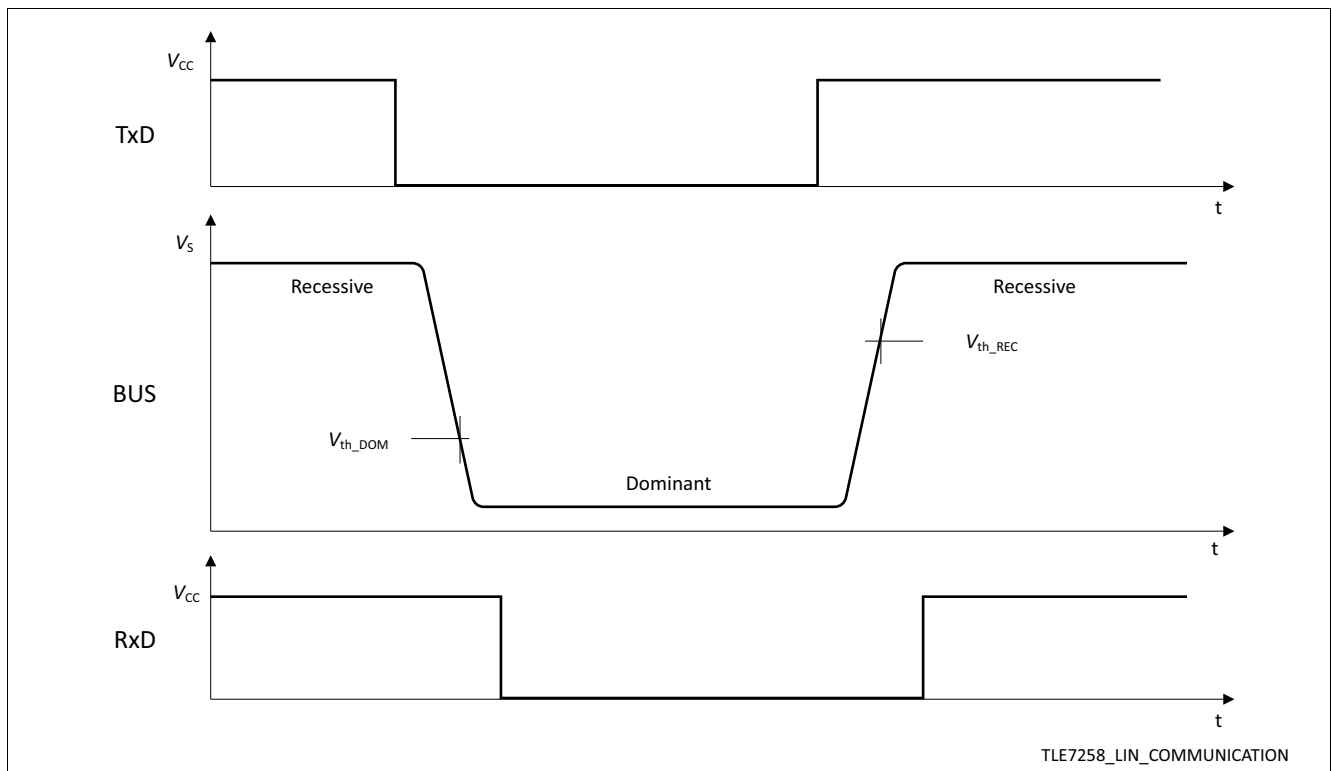 VCC
TxD
t
VS
Recessive
Recessive
Vth_REC
BUS
Vth_DOM
Dominant
t
VCC
RxD
t
TLE7258_LIN_COMMUNICATION